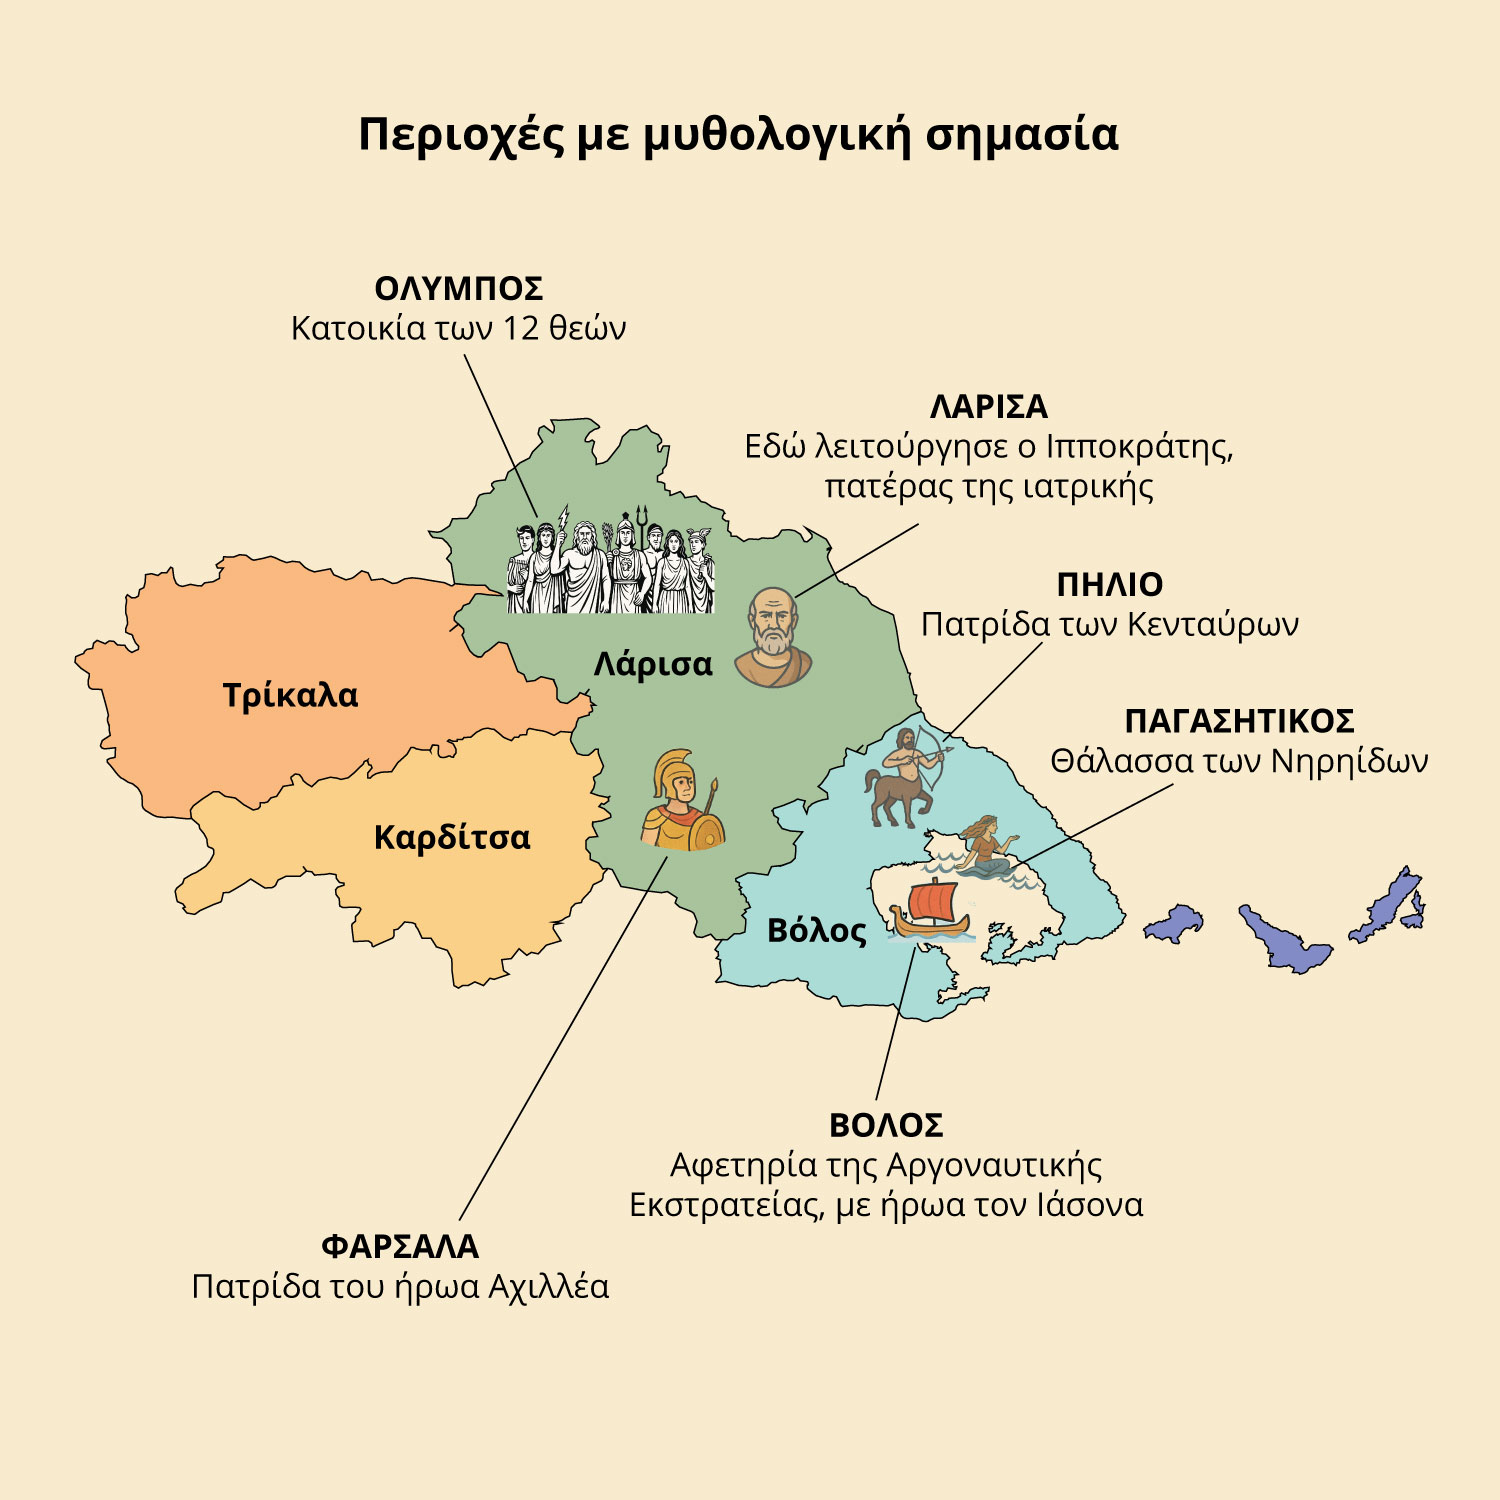 Περιοχές με μυθολογική σημασία
ΟΛΥΜΠΟΣ
Κατοικία των 12 θεών
ΛΑΡΙΣΑ
Εδώ λειτούργησε ο Ιπποκράτης,
πατέρας της ιατρικής
ΠΗΛΙΟ
Πατρίδα των Κενταύρων
ΠΑΓΑΣΗΤΙΚΟΣ
Θάλασσα των Νηρηίδων
Λάρισα
Τρίκαλα
Καρδίτσα
Βόλος
ΒΟΛΟΣ
Αφετηρία της Αργοναυτικής
Εκστρατείας, με ήρωα τον Ιάσονα
ΦΑΡΣΑΛΑ
Πατρίδα του ήρωα Αχιλλέα